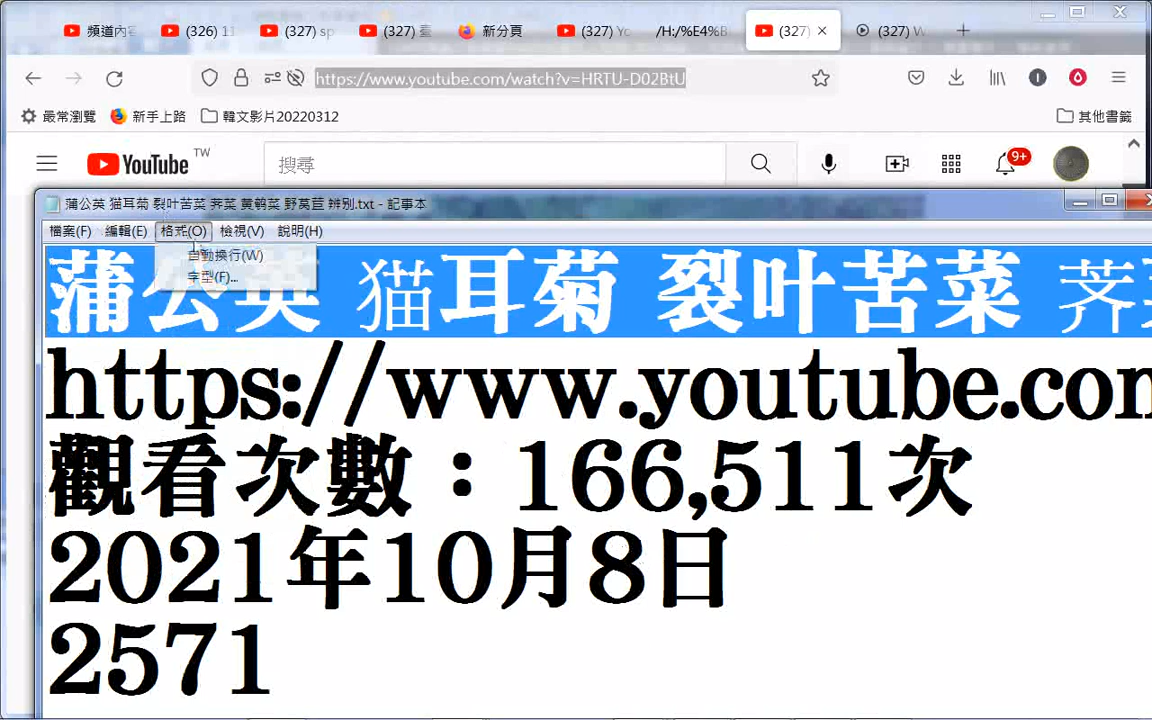 頻道內容
(326) 11
(327) sp
(327) 臺
新分頁
(327) Yo
/H:/%E4%B
(327)
(327) W
https://www.youtube.com/watch?v=HRTU-D02BtU
最常瀏覽
新手上路
韓文影片20220312
其他書籤
YouTube TW
搜尋
9+
蒲公英 猫耳菊 裂叶苦菜 荠菜 黄鹌菜 野莴苣 辨别.txt - 記事本
檔案(F) 編輯(E) 格式(O) 檢視(V) 說明(H)
自動換行(W)
字型(F)...
蒲公英 猫耳菊 裂叶苦菜 荠菜
https://www.youtube.com
觀看次數：166,511次
2021年10月8日
2571